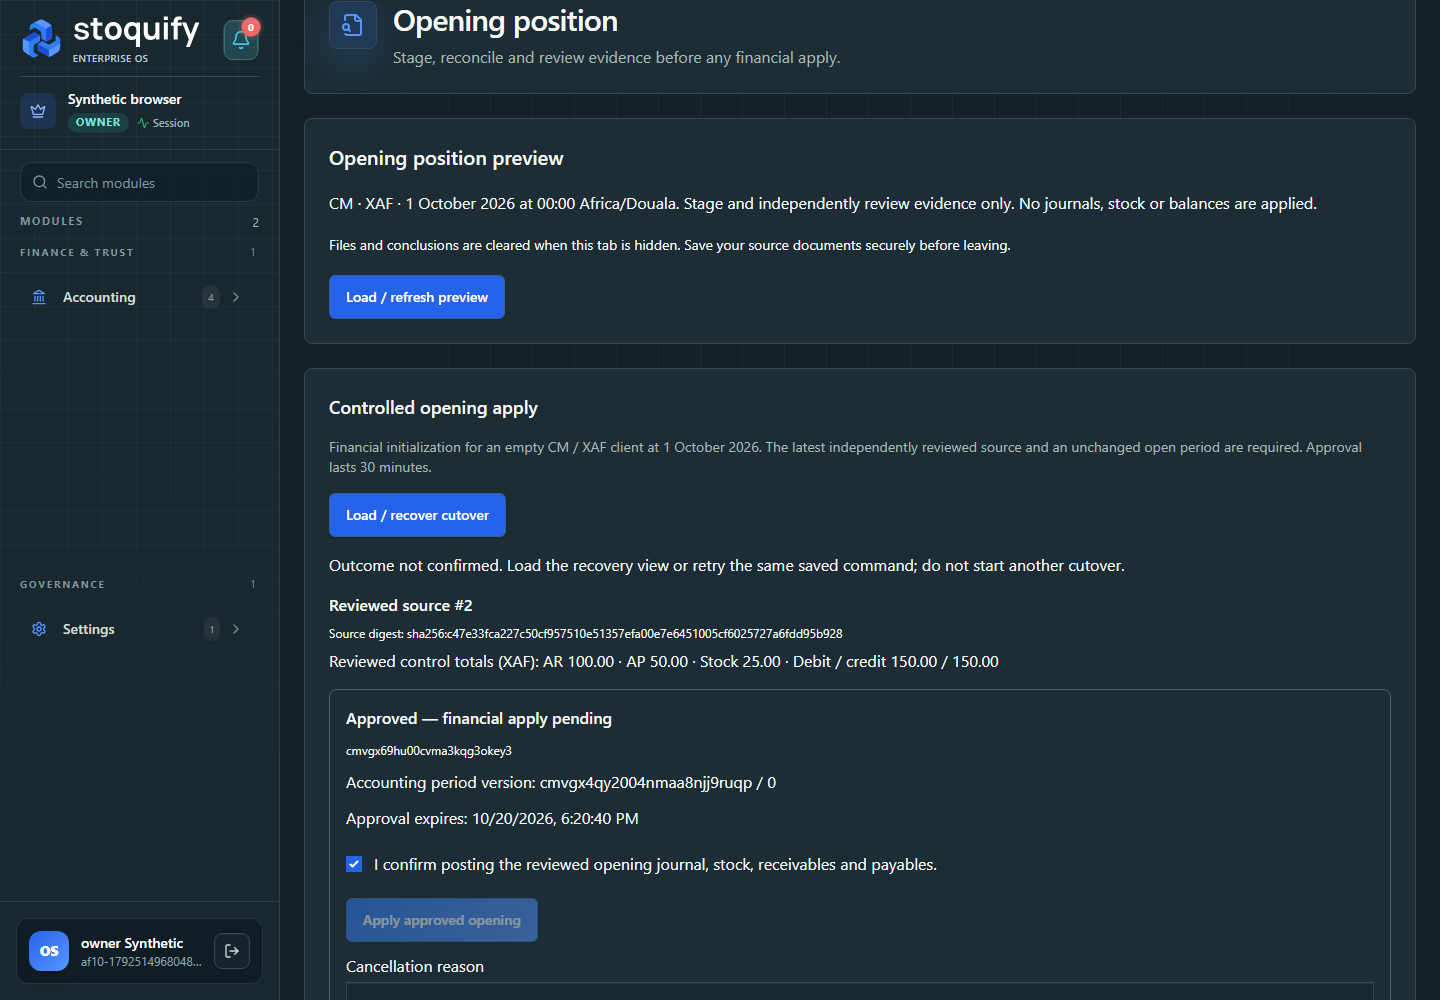 stoquify
ENTERPRISE OS
0
Synthetic browser
OWNER
Session
Search modules
MODULES
2
FINANCE & TRUST
1
Accounting
4
GOVERNANCE
1
Settings
1
OS
owner Synthetic
af10-1792514968048...
Opening position
Stage, reconcile and review evidence before any financial apply.
Opening position preview
CM · XAF · 1 October 2026 at 00:00 Africa/Douala. Stage and independently review evidence only. No journals, stock or balances are applied.
Files and conclusions are cleared when this tab is hidden. Save your source documents securely before leaving.
Load / refresh preview
Controlled opening apply
Financial initialization for an empty CM / XAF client at 1 October 2026. The latest independently reviewed source and an unchanged open period are required. Approval
lasts 30 minutes.
Load / recover cutover
Outcome not confirmed. Load the recovery view or retry the same saved command; do not start another cutover.
Reviewed source #2
Source digest: sha256:c47e33fca227c50cf957510e51357efa00e7e6451005cf6025727a6fdd95b928
Reviewed control totals (XAF): AR 100.00 · AP 50.00 · Stock 25.00 · Debit / credit 150.00 / 150.00
Approved — financial apply pending
cmvgx69hu00cvma3kqg3okey3
Accounting period version: cmvgx4qy2004nmaa8njj9ruqp / 0
Approval expires: 10/20/2026, 6:20:40 PM
I confirm posting the reviewed opening journal, stock, receivables and payables.
Apply approved opening
Cancellation reason